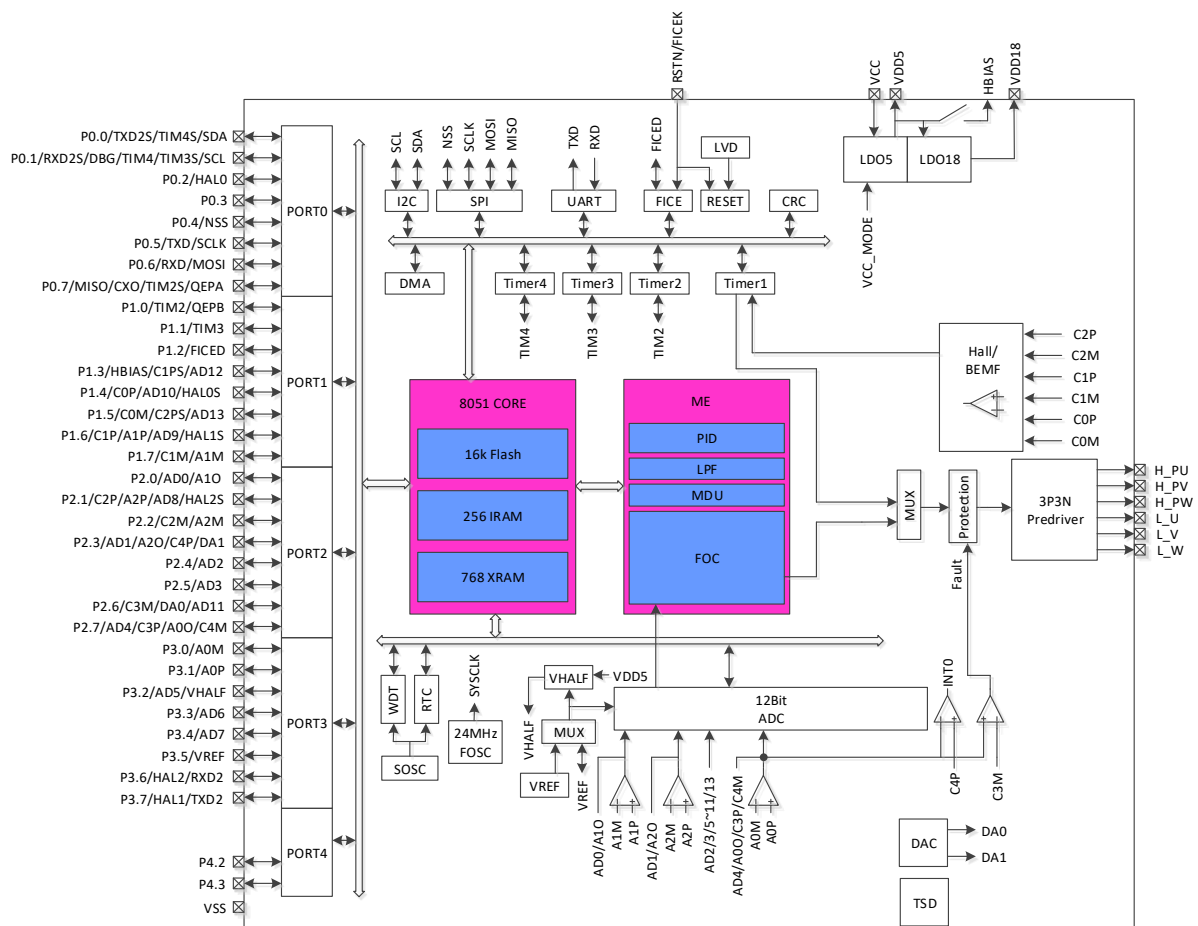 RSTN/FICEK
VCC
VDD5
HBIAS
VDD18
P0.0/TXD2S/TIM4S/SDA
P0.1/RXD2S/DBG/TIM4/TIM3S/SCL
P0.2/HAL0
P0.3
P0.4/NSS
P0.5/TXD/SCLK
P0.6/RXD/MOSI
P0.7/MISO/CXO/TIM2S/QEPA
P1.0/TIM2/QEPB
P1.1/TIM3
P1.2/FICED
P1.3/HBIAS/C1PS/AD12
P1.4/C0P/AD10/HAL0S
P1.5/C0M/C2PS/AD13
P1.6/C1P/A1P/AD9/HAL1S
P1.7/C1M/A1M
P2.0/AD0/A1O
P2.1/C2P/A2P/AD8/HAL2S
P2.2/C2M/A2M
P2.3/AD1/A2O/C4P/DA1
P2.4/AD2
P2.5/AD3
P2.6/C3M/DA0/AD11
P2.7/AD4/C3P/A0O/C4M
P3.0/A0M
P3.1/A0P
P3.2/AD5/VHALF
P3.3/AD6
P3.4/AD7
P3.5/VREF
P3.6/HAL2/RXD2
P3.7/HAL1/TXD2
P4.2
P4.3
VSS
PORT0
PORT1
PORT2
PORT3
PORT4
SCL
SDA
NSS
SCLK
MOSI
MISO
TXD
RXD
FICED
LVD
I2C
SPI
UART
FICE
RESET
CRC
LDO5
LDO18
VCC_MODE
DMA
Timer4
Timer3
Timer2
Timer1
TIM4
TIM3
TIM2
Hall/
BEMF
C2P
C2M
C1P
C1M
C0P
C0M
8051 CORE
16k Flash
256 IRAM
768 XRAM
ME
PID
LPF
MDU
FOC
MUX
Protection
Fault
3P3N
Predriver
H_PU
H_PV
H_PW
L_U
L_V
L_W
WDT
RTC
SOSC
SYSCLK
24MHz
FOSC
VHALF
VDD5
VHALF
MUX
VREF
VREF
12Bit
ADC
AD0/A1O
A1M
A1P
AD1/A2O
A2M
A2P
AD2/3/5~11/13
AD4/A0O/C3P/C4M
A0M
A0P
INT0
C4P
C3M
DAC
DA0
DA1
TSD